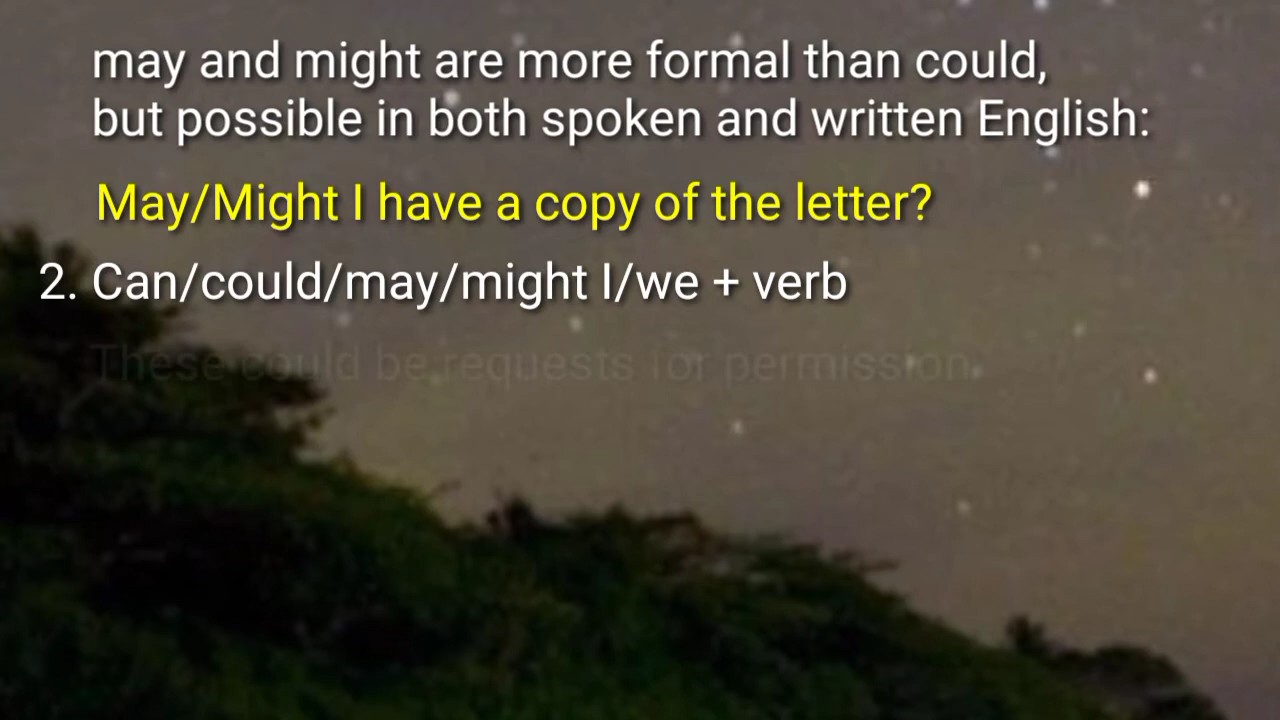 may and might are more formal than could,
but possible in both spoken and written English:
May/Might I have a copy of the letter?
2. Can/could/may/might I/we + verb
These could be requests for permission.